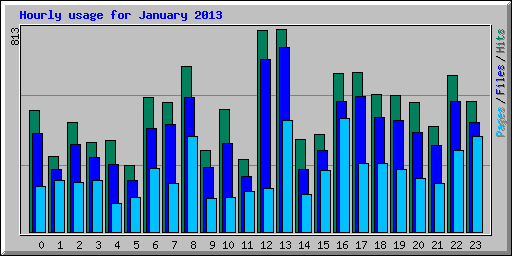 Hourly usage for January 2013
813
Pages / Files / Hits
0 1 2 3 4 5 6 7 8 9 10 11 12 13 14 15 16 17 18 19 20 21 22 23